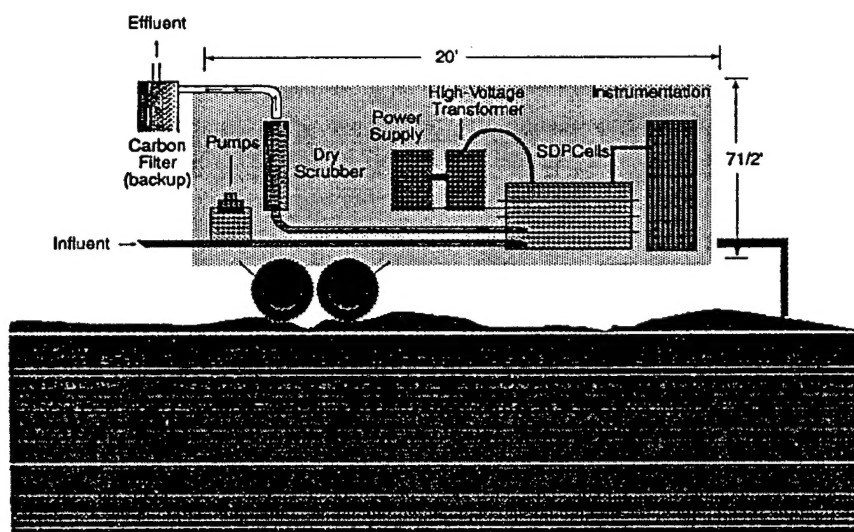 Effluent
20'
Instrumentation
High-Voltage
Transformer
Power
Supply
SDPCells
71/2'
Carbon
Filter
(backup)
Pumps
Dry
Scrubber
Influent